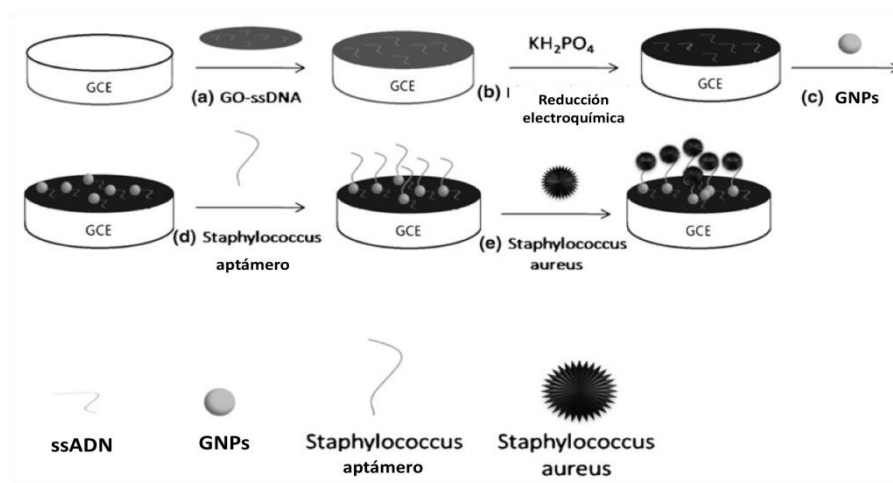 GCE
(a) GO-ssDNA
GCE
KH₂PO₄
(b)
Reducción
electroquímica
GCE
(c) GNPs
GCE
(d) Staphylococcus
aptámero
GCE
(e) Staphylococcus
aureus
GCE
ssADN
GNPs
Staphylococcus
aptámero
Staphylococcus
aureus